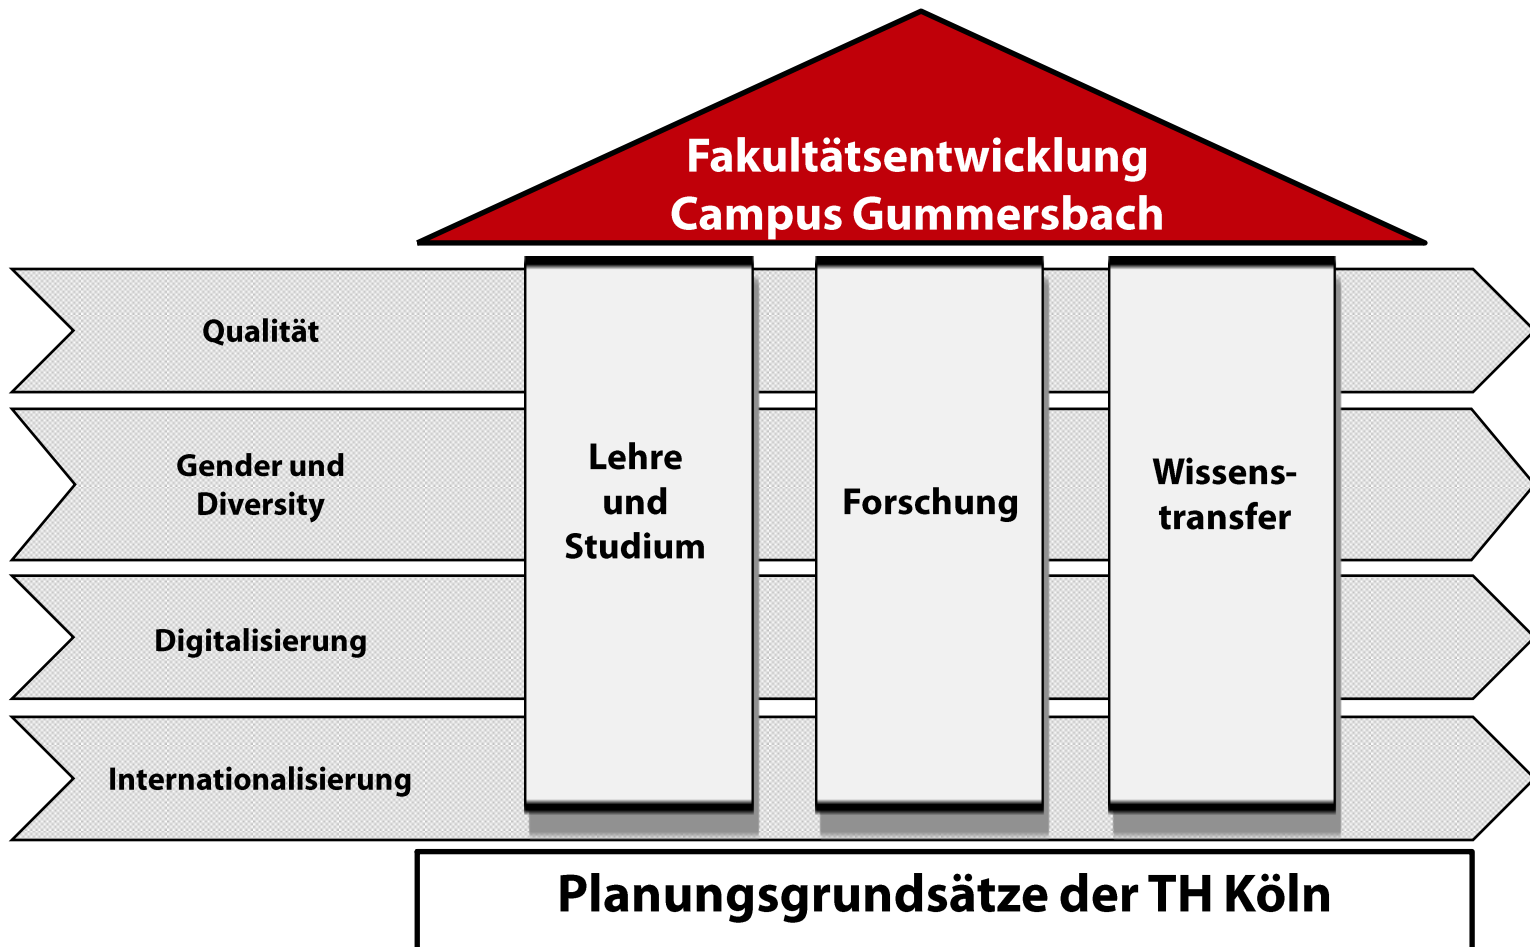 Fakultätsentwicklung
Campus Gummersbach
Qualität
Gender und
Diversity
Digitalisierung
Internationalisierung
Lehre
und
Studium
Forschung
Wissens-
transfer
Planungsgrundsätze der TH Köln